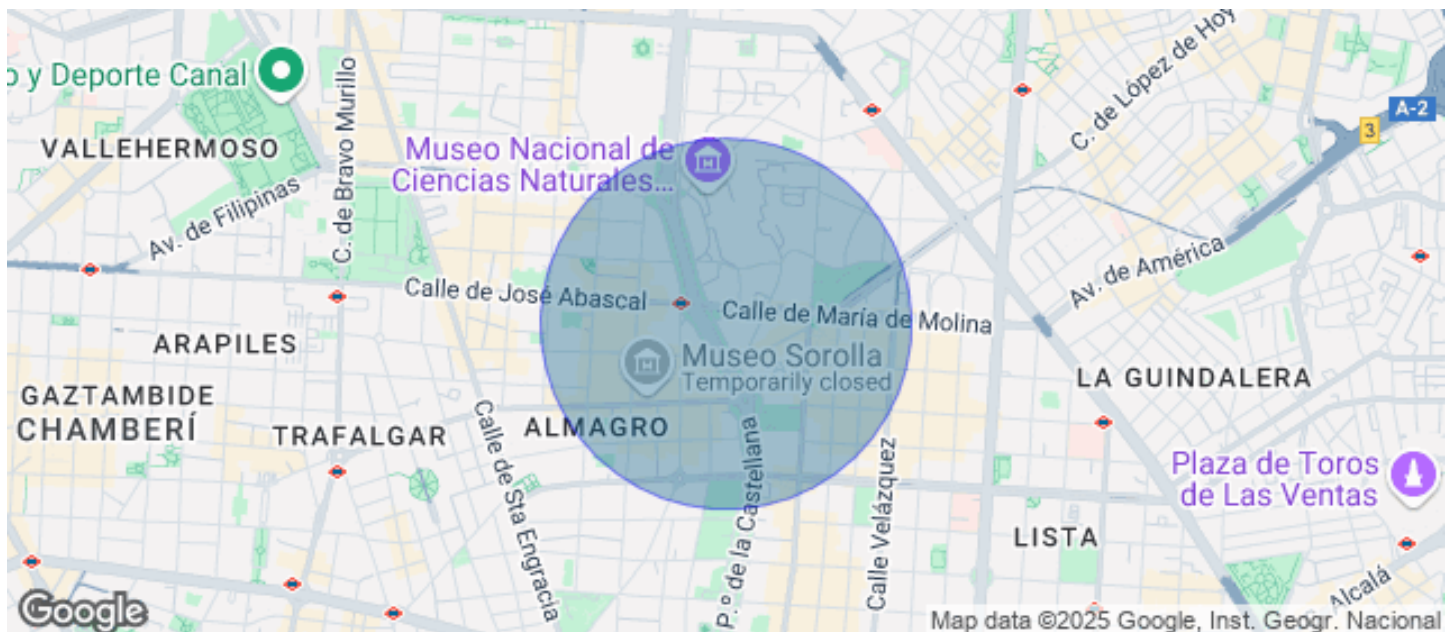 o y Deporte Canal
VALLEHERMOSO
C. de Bravo Murillo
Av. de Filipinas
Museo Nacional de
Ciencias Naturales...
C. de López de Hoy
A-2
3
Av. de América
Calle de José Abascal
Calle de María de Molina
ARAPILES
Museo Sorolla
Temporarily closed
LA GUINDALERA
GAZTAMBIDE
CHAMBERÍ
TRAFALGAR
ALMAGRO
Calle de Sta Engracia
P.º de la Castellana
Calle Velázquez
Plaza de Toros
de Las Ventas
LISTA
Alcalá
Google
Map data ©2025 Google, Inst. Geogr. Nacional